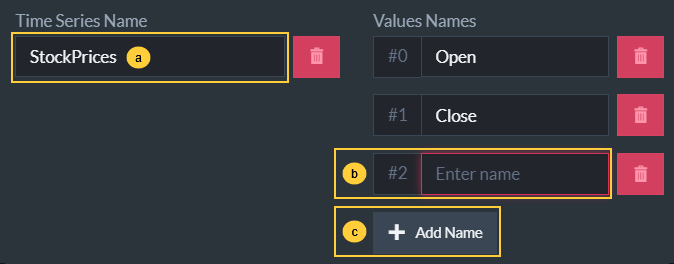 Time Series Name Values Names
StockPrices a #0 Open
#1 Close
b #2 Enter name
c + Add Name